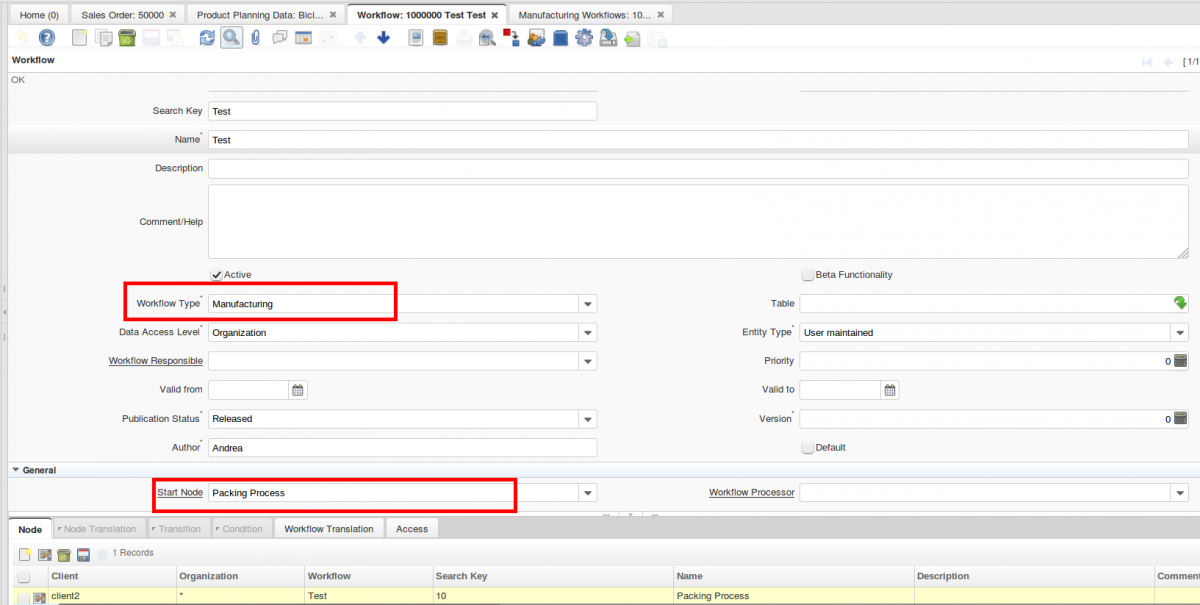 Home (0) Sales Order: 50000 Product Planning Data: Bici... Workflow: 1000000 Test Test Manufacturing Workflows: 10...
Workflow [1/1
OK
Search Key Test
Name* Test
Description
Comment/Help
Active Beta Functionality
Workflow Type* Manufacturing Table
Data Access Level* Organization Entity Type* User maintained
Workflow Responsible Priority 0
Valid from Valid to
Publication Status* Released Version* 0
Author* Andrea Default
General
Start Node Packing Process Workflow Processor
Node Node Translation Transition Condition Workflow Translation Access
1 Records
Client Organization Workflow Search Key Name Description Commen
client2 * Test 10 Packing Process